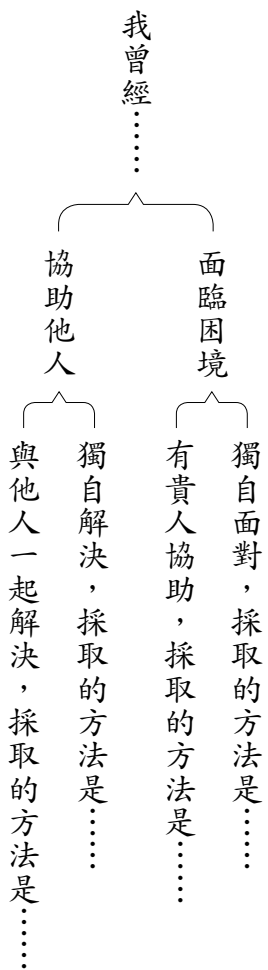 我曾經……
面臨困境
獨自面對，採取的方法是……
有貴人協助，採取的方法是……
協助他人
獨自解決，採取的方法是……
與他人一起解決，採取的方法是……